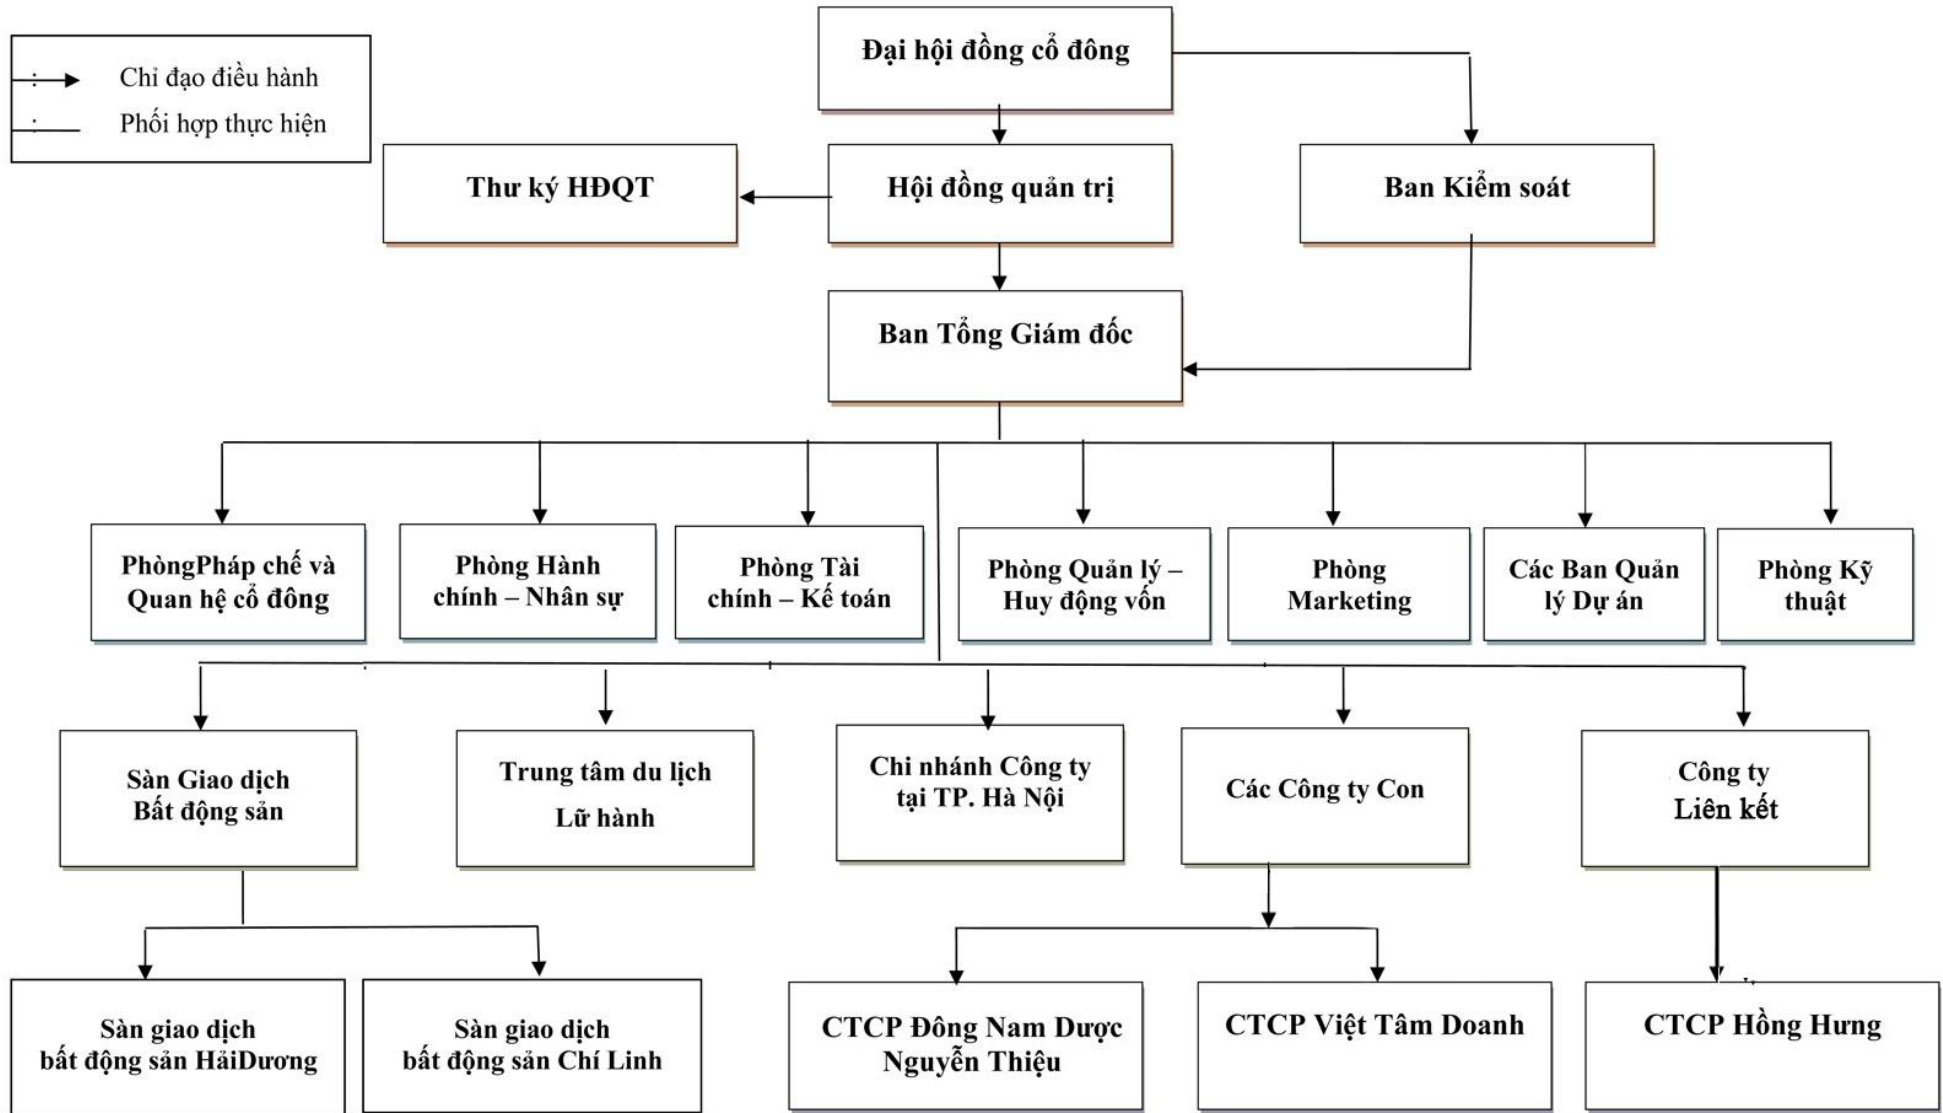 Đại hội đồng cổ đông
: Chỉ đạo điều hành
: Phối hợp thực hiện
Thư ký HĐQT
Hội đồng quản trị
Ban Kiểm soát
Ban Tổng Giám đốc
PhòngPháp chế và
Quan hệ cổ đông
Phòng Hành
chính – Nhân sự
Phòng Tài
chính – Kế toán
Phòng Quản lý –
Huy động vốn
Phòng
Marketing
Các Ban Quản
lý Dự án
Phòng Kỹ
thuật
Sàn Giao dịch
Bất động sản
Trung tâm du lịch
Lữ hành
Chi nhánh Công ty
tại TP. Hà Nội
Các Công ty Con
Công ty
Liên kết
Sàn giao dịch
bất động sản HảiDương
Sàn giao dịch
bất động sản Chí Linh
CTCP Đông Nam Dược
Nguyễn Thiệu
CTCP Việt Tâm Doanh
CTCP Hồng Hưng